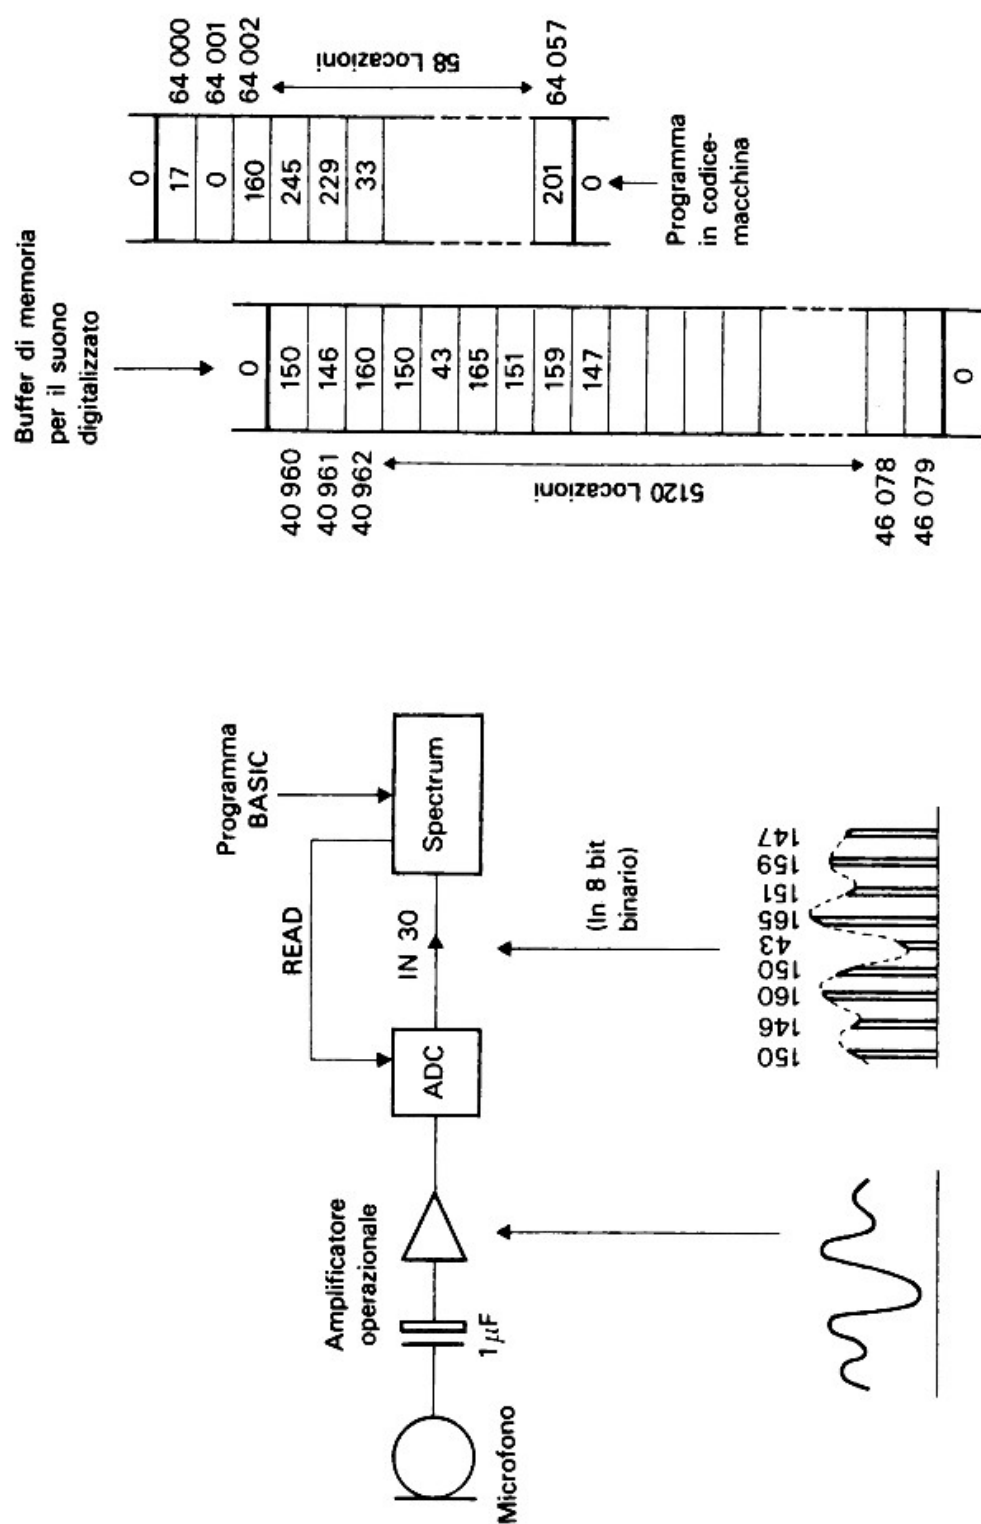 Microfono
1 μF
Amplificatore
operazionale
ADC
READ
IN 30
Programma
BASIC
Spectrum
150
146
160
150
43
165
151
159
147
(In 8 bit
binario)
Buffer di memoria
per il suono
digitalizzato
40 960
40 961
40 962
5120 Locazioni
46 078
46 079
0
150
146
160
150
43
165
151
159
147
0
0
17
0
160
245
229
33
201
0
64 000
64 001
64 002
58 Locazioni
64 057
Programma
in codice-
macchina